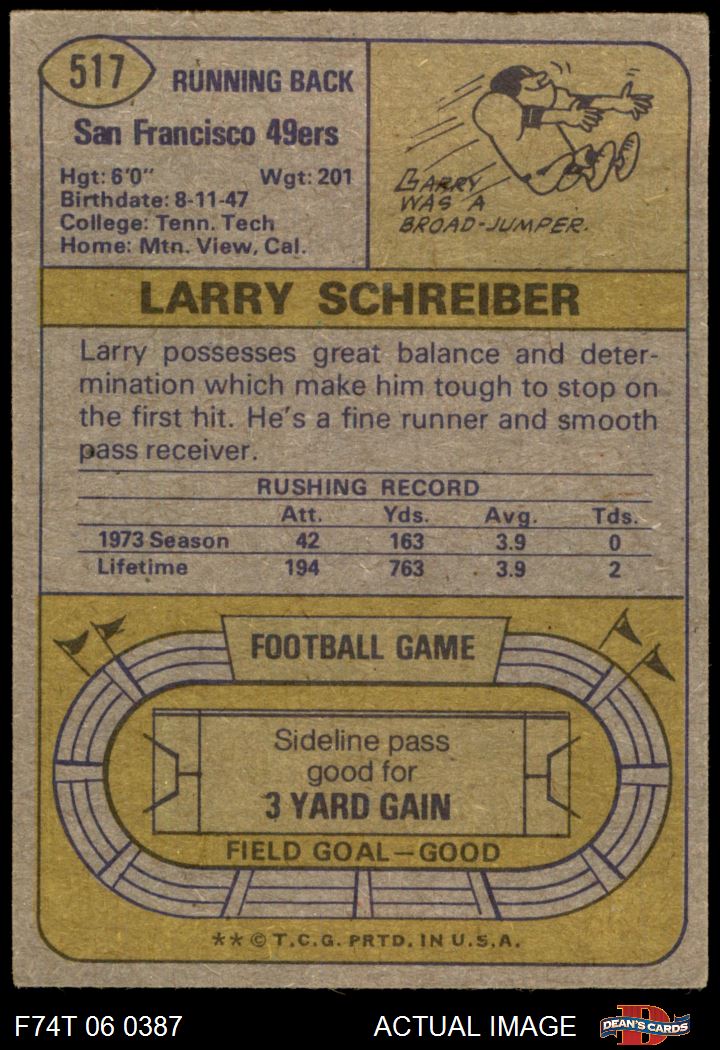 517
RUNNING BACK
San Francisco 49ers
Hgt: 6'0" Wgt: 201
Birthdate: 8-11-47
College: Tenn. Tech
Home: Mtn. View, Cal.
LARRY
WAS A
BROAD-JUMPER.
LARRY SCHREIBER
Larry possesses great balance and deter-
mination which make him tough to stop on
the first hit. He's a fine runner and smooth
pass receiver.
RUSHING RECORD
Att. Yds. Avg. Tds.
1973 Season 42 163 3.9 0
Lifetime 194 763 3.9 2
FOOTBALL GAME
Sideline pass
good for
3 YARD GAIN
FIELD GOAL—GOOD
** © T.C.G. PRTD. IN U.S.A.
F74T 06 0387 ACTUAL IMAGE D DEAN'S CARDS